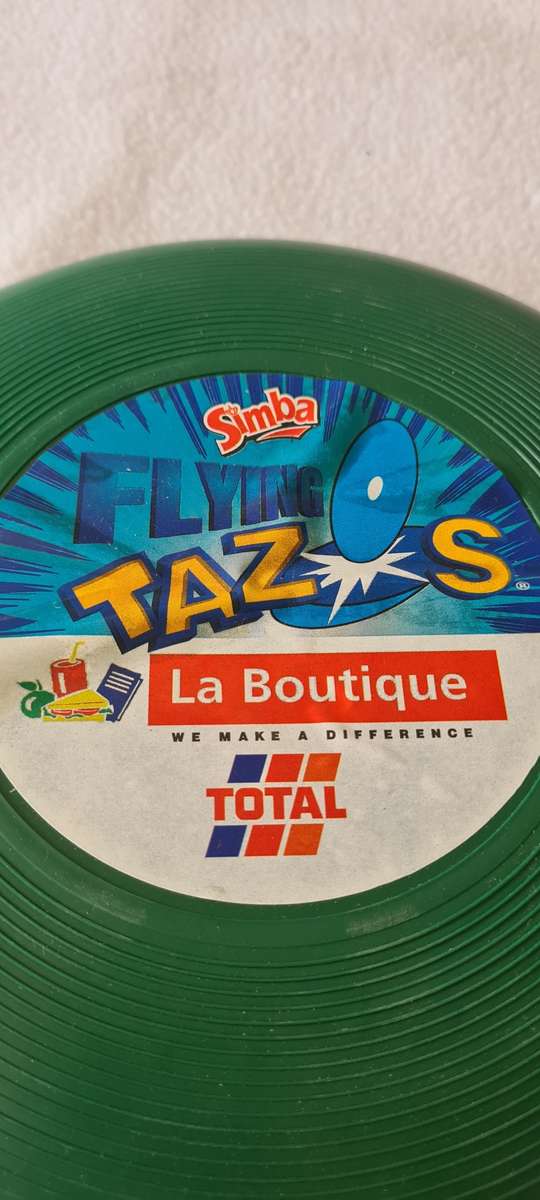 Simba
FLYING
TAZOS®
La Boutique
WE MAKE A DIFFERENCE
TOTAL